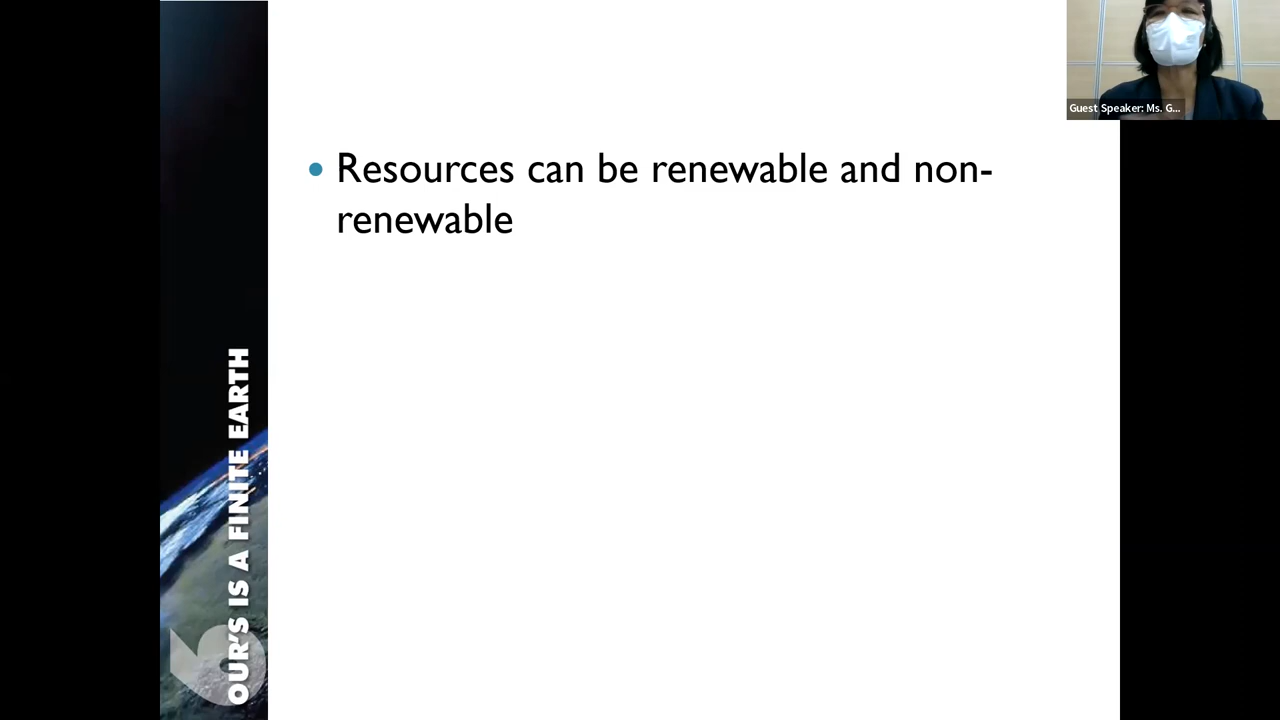 Guest Speaker: Ms. G...
Resources can be renewable and non-
renewable
OUR'S IS A FINITE EARTH